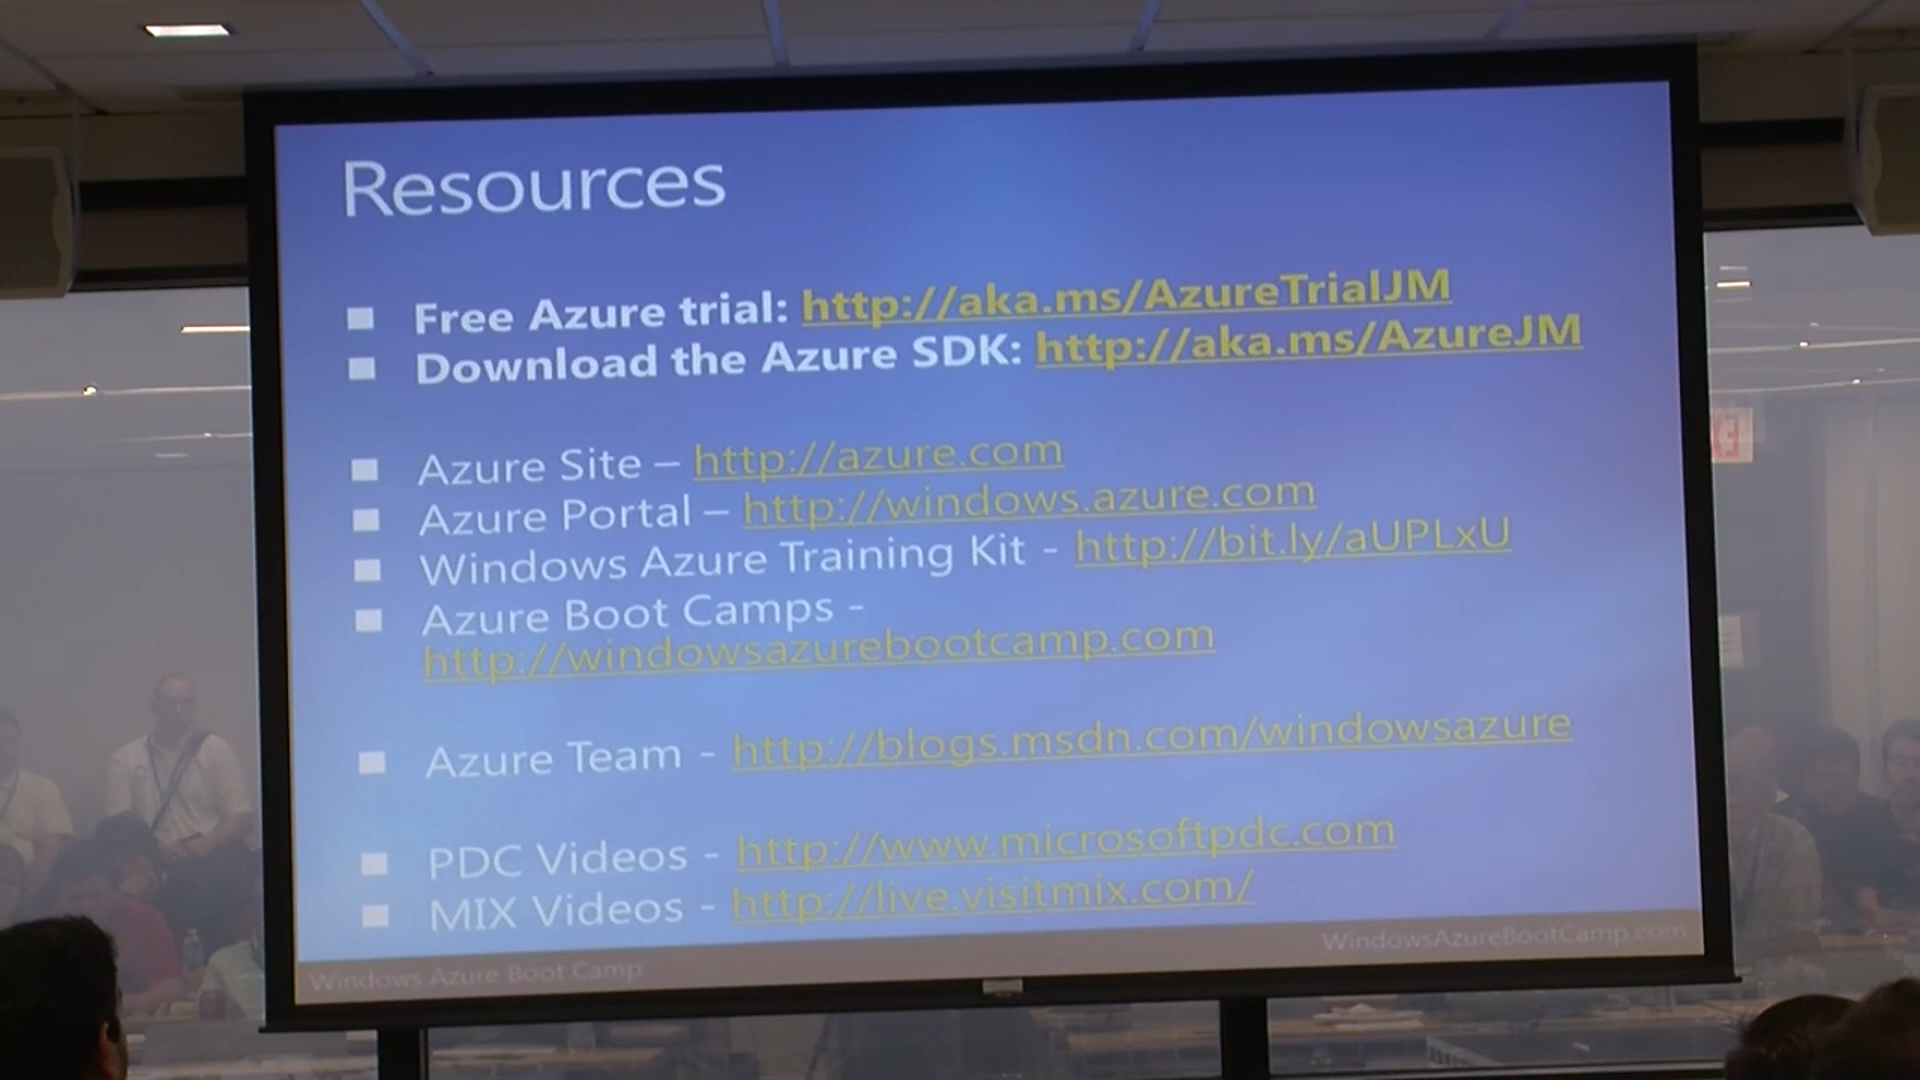 Resources
Free Azure trial: http://aka.ms/AzureTrialJM
Download the Azure SDK: http://aka.ms/AzureJM
Azure Site – http://azure.com
Azure Portal – http://windows.azure.com
Windows Azure Training Kit - http://bit.ly/aUPLxU
Azure Boot Camps -
http://windowsazurebootcamp.com
Azure Team - http://blogs.msdn.com/windowsazure
PDC Videos - http://www.microsoftpdc.com
MIX Videos - http://live.visitmix.com/
Windows Azure Boot Camp
WindowsAzureBootCamp.com